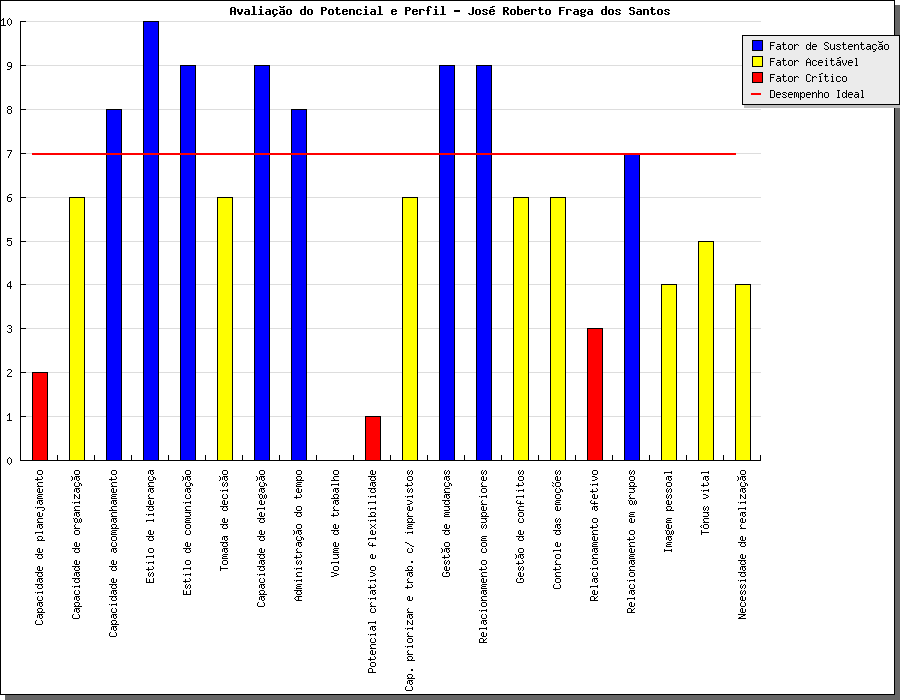 Avaliação do Potencial e Perfil - José Roberto Fraga dos Santos
10
9
8
7
6
5
4
3
2
1
0
Fator de Sustentação
Fator Aceitável
Fator Crítico
Desempenho Ideal
Capacidade de planejamento
Capacidade de organização
Capacidade de acompanhamento
Estilo de liderança
Estilo de comunicação
Tomada de decisão
Capacidade de delegação
Administração do tempo
Volume de trabalho
Potencial criativo e flexibilidade
Cap. priorizar e trab. c/ imprevistos
Gestão de mudanças
Relacionamento com superiores
Gestão de conflitos
Controle das emoções
Relacionamento afetivo
Relacionamento em grupos
Imagem pessoal
Tônus vital
Necessidade de realização